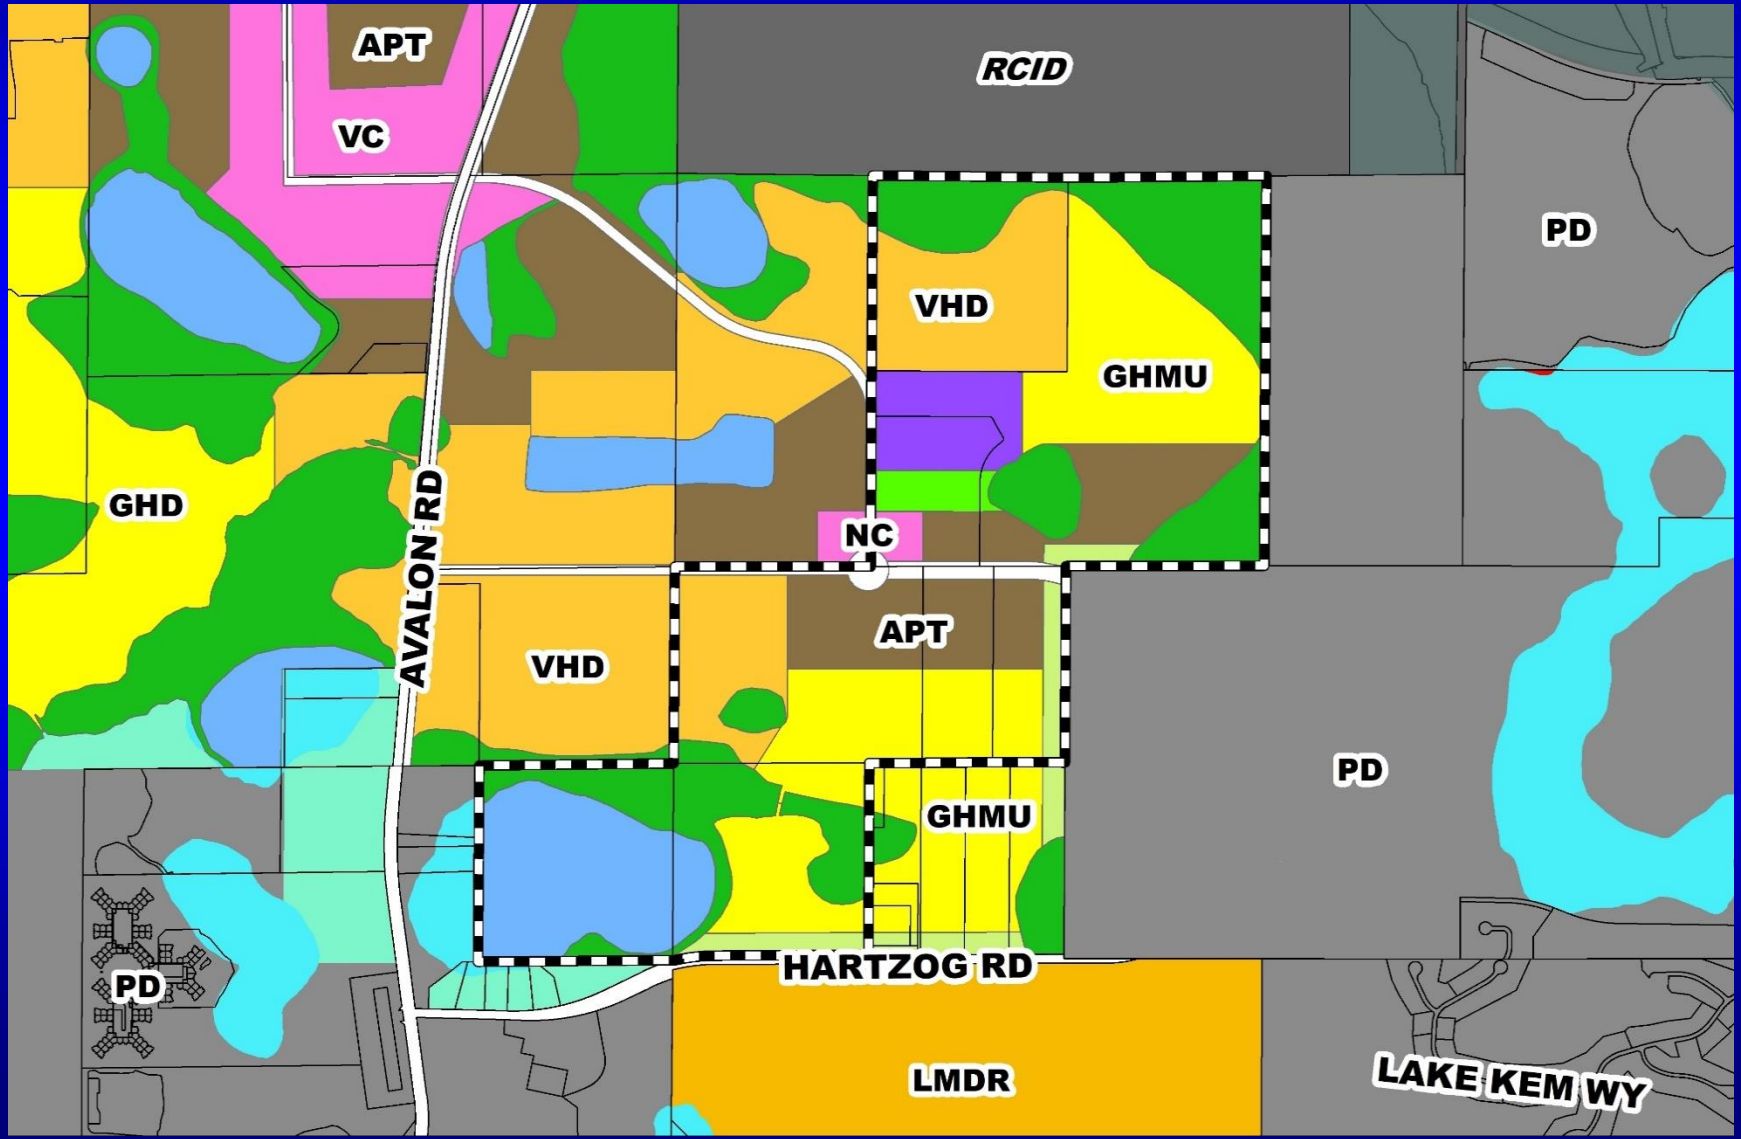 APT
RCID
VC
PD
VHD
GHMU
GHD
NC
AVALON RD
APT
VHD
PD
GHMU
HARTZOG RD
PD
LMDR
LAKE KEM WY